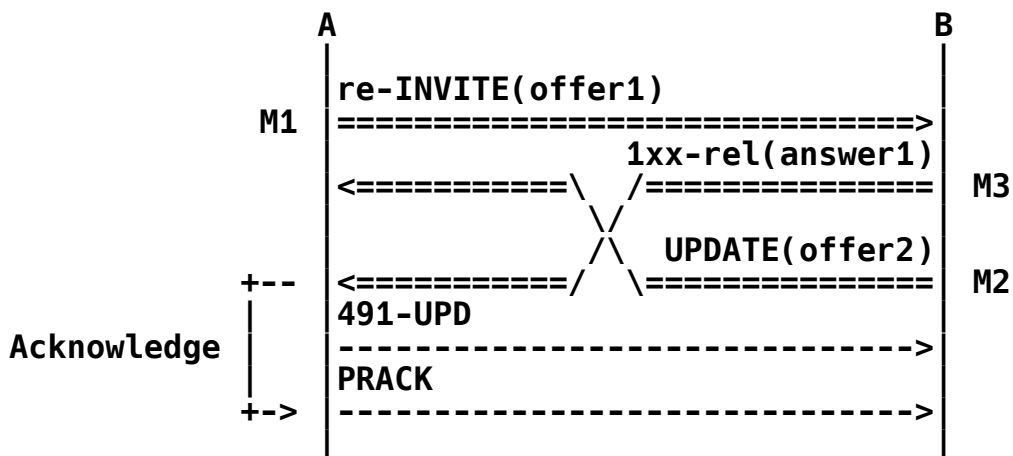 A B
re-INVITE(offer1)
M1 |==============================>|
1xx-rel(answer1)
<============\ /=============== M3
\/
/\ UPDATE(offer2)
+-- <============/ \=============== M2
491-UPD
Acknowledge ------------------------------>
PRACK
+-> ------------------------------>